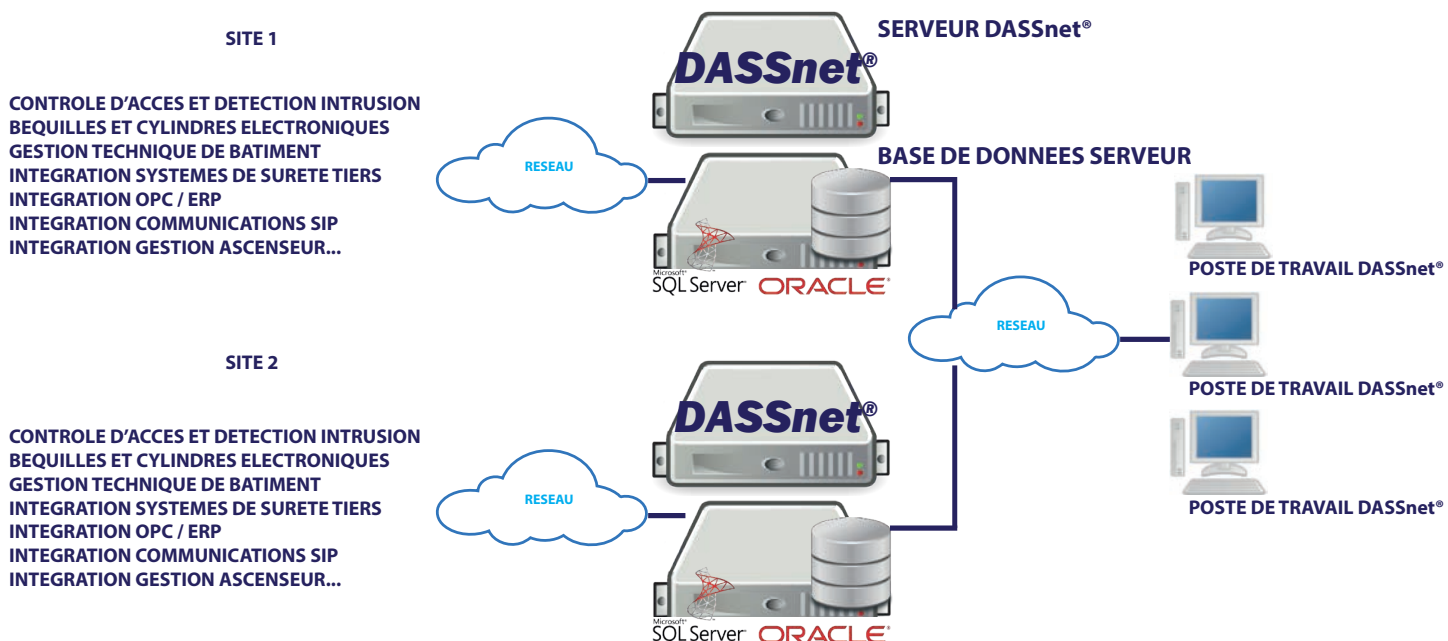 SITE 1
CONTROLE D'ACCES ET DETECTION INTRUSION
BEQUILLES ET CYLINDRES ELECTRONIQUES
GESTION TECHNIQUE DE BATIMENT
INTEGRATION SYSTEMES DE SURETE TIERS
INTEGRATION OPC / ERP
INTEGRATION COMMUNICATIONS SIP
INTEGRATION GESTION ASCENSEUR...
RESEAU
SERVEUR DASSnet®
DASSnet®
BASE DE DONNEES SERVEUR
Microsoft®
SQL Server® ORACLE®
RESEAU
POSTE DE TRAVAIL DASSnet®
POSTE DE TRAVAIL DASSnet®
POSTE DE TRAVAIL DASSnet®
SITE 2
CONTROLE D'ACCES ET DETECTION INTRUSION
BEQUILLES ET CYLINDRES ELECTRONIQUES
GESTION TECHNIQUE DE BATIMENT
INTEGRATION SYSTEMES DE SURETE TIERS
INTEGRATION OPC / ERP
INTEGRATION COMMUNICATIONS SIP
INTEGRATION GESTION ASCENSEUR...
RESEAU
DASSnet®
Microsoft®
SQL Server® ORACLE®